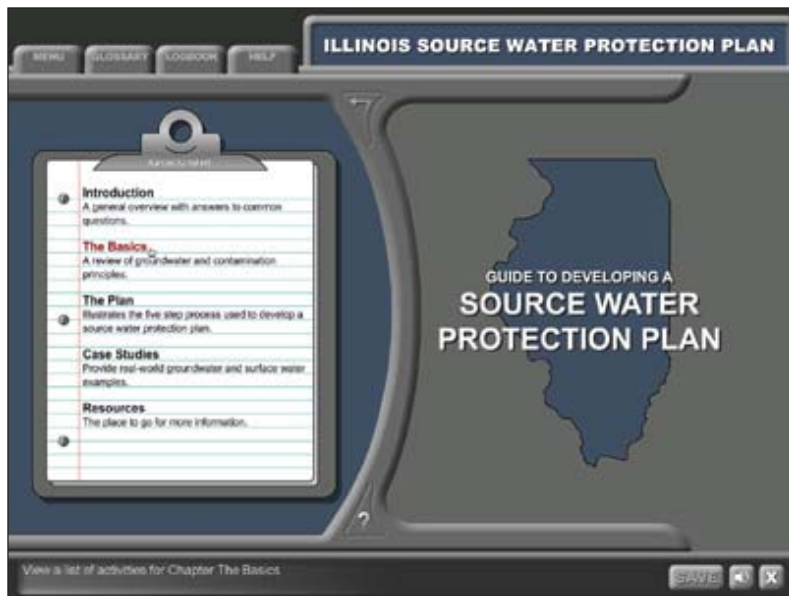 MENU
GLOSSARY
LOGBOOK
HELP
ILLINOIS SOURCE WATER PROTECTION PLAN
Introduction
A general overview with answers to common
questions.
The Basics
A review of groundwater and contamination
principles.
The Plan
Illustrates the five step process used to develop a
source water protection plan.
Case Studies
Provide real-world groundwater and surface water
examples.
Resources
The place to go for more information.
GUIDE TO DEVELOPING A
SOURCE WATER
PROTECTION PLAN
?
View a list of activities for Chapter The Basics
SAVE
X